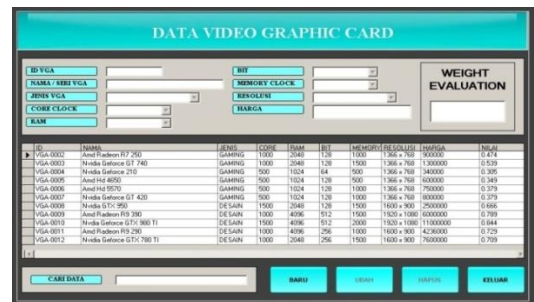 DATA VIDEO GRAPHIC CARD
ID VGA
NAMA / SERI VGA
JENIS VGA
CORE CLOCK
RAM
BIT
MEMORY CLOCK
RESOLUSI
HARGA
WEIGHT
EVALUATION
ID NAMA JENIS CORE RAM BIT MEMORY RESOLUSI HARGA NILAI
VGA-0002 Amd Radeon R7 250 GAMING 1000 2048 128 1000 1366 x 768 900000 0.474
VGA-0003 Nvidia Geforce GT 740 GAMING 1000 2048 128 1500 1366 x 768 1300000 0.539
VGA-0004 Nvidia Geforce 210 GAMING 500 1024 64 500 1366 x 768 340000 0.305
VGA-0005 Amd Hd 4650 GAMING 500 1024 128 500 1366 x 768 600000 0.349
VGA-0006 Amd Hd 5570 GAMING 500 1024 128 1000 1366 x 768 750000 0.379
VGA-0007 Nvidia Geforce GT 420 GAMING 500 1024 128 1000 1366 x 768 800000 0.379
VGA-0008 Nvidia GTX 950 DESAIN 1500 2048 128 1500 1600 x 900 2500000 0.666
VGA-0009 Amd Radeon R9 390 DESAIN 1000 4096 512 1500 1920 x 1080 6000000 0.789
VGA-0010 Nvidia Geforce GTX 980 TI DESAIN 1500 4096 512 2000 1920 x 1080 11000000 0.844
VGA-0011 Amd Radeon R9 290 DESAIN 1000 4096 256 1000 1600 x 900 4236000 0.729
VGA-0012 Nvidia Geforce GTX 780 TI DESAIN 1000 2048 256 1500 1600 x 900 7600000 0.709
CARI DATA
BARU UBAH HAPUS KELUAR